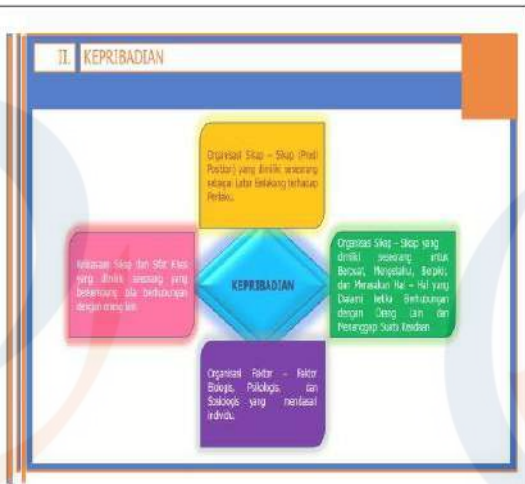 II. KEPRIBADIAN
Organisasi Sikap – Sikap (Predi
Position) yang dimiliki seseorang
sebagai Latar Belakang terhadap
Perilaku.
Kebiasaan Sikap dan Sifat Khas
yang dimiliki seseorang yang
berkembang bila berhubungan
dengan orang lain
KEPRIBADIAN
Organisasi Sikap – Sikap yang
dimiliki seseorang untuk
Berbuat, Mengetahui, Berpikir,
dan Merasakan Hal – Hal yang
Dialami ketika Berhubungan
dengan Orang Lain dan
Menanggapi Suatu Keadaan
Organisasi Faktor – Faktor
Biologis, Psikologis, dan
Sosiologis yang mendasari
individu.